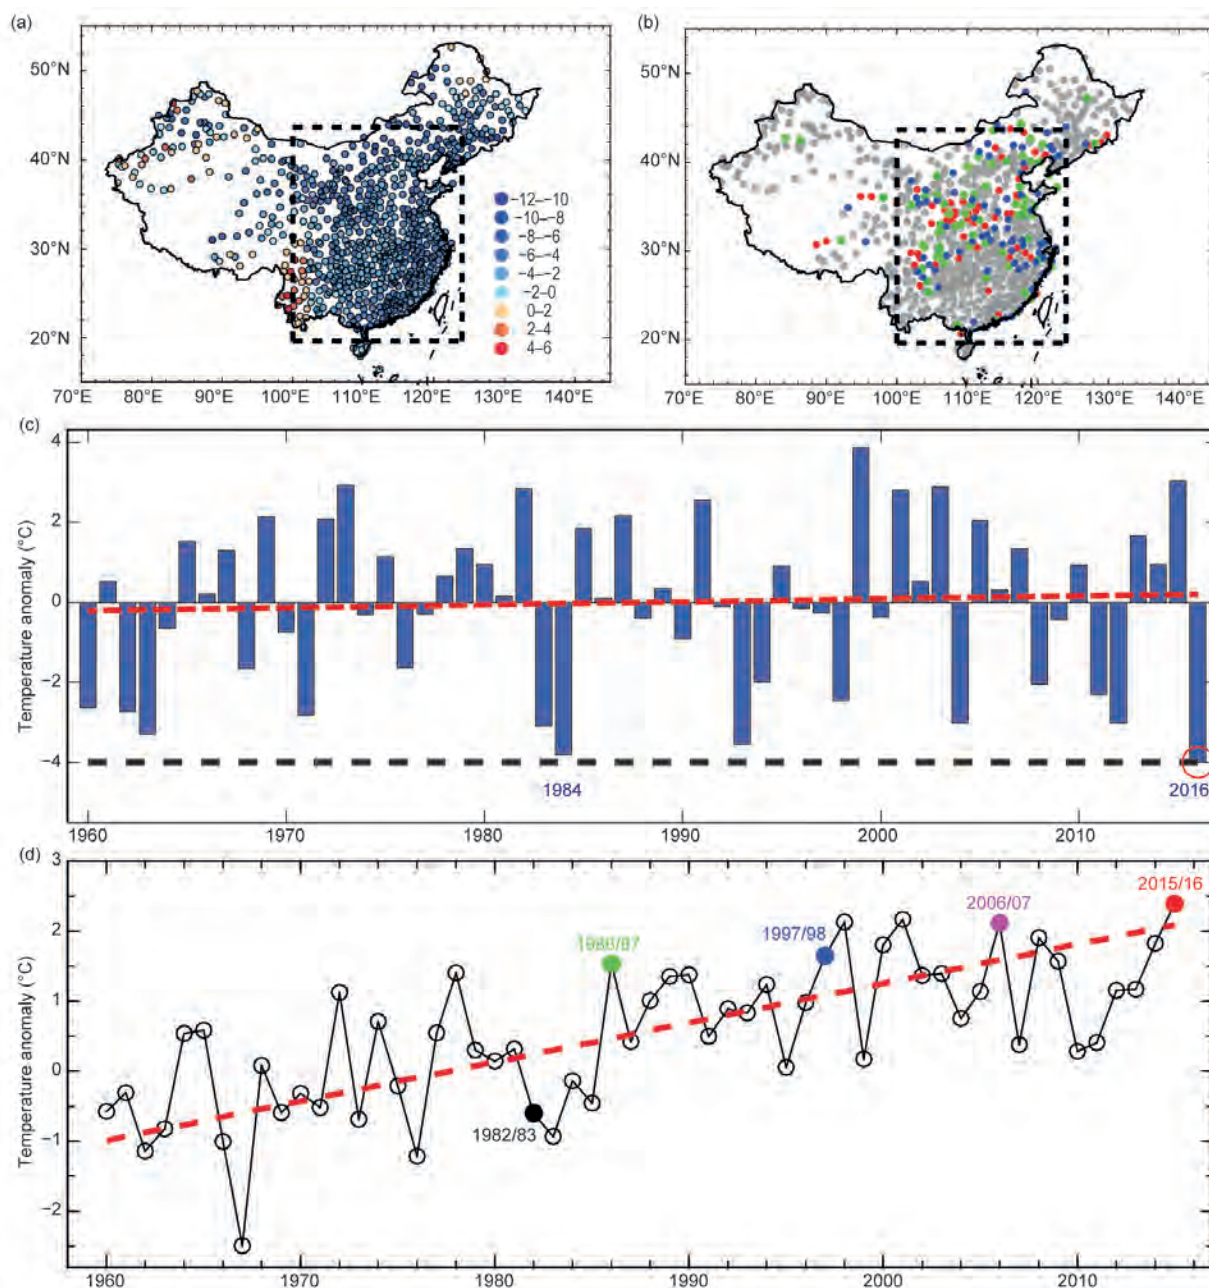 (a)
(b)
50°N
40°N
30°N
20°N
70°E 80°E 90°E 100°E 110°E 120°E 130°E 140°E
−12–−10
−10–−8
−8–−6
−6–−4
−4–−2
−2–0
0–2
2–4
4–6
50°N
40°N
30°N
20°N
70°E 80°E 90°E 100°E 110°E 120°E 130°E 140°E
(c)
Temperature anomaly (°C)
4
2
0
−2
−4
1984
2016
1960 1970 1980 1990 2000 2010
(d)
Temperature anomaly (°C)
3
2
1
0
−1
−2
1982/83
1986/87
1997/98
2006/07
2015/16
1960 1970 1980 1990 2000 2010